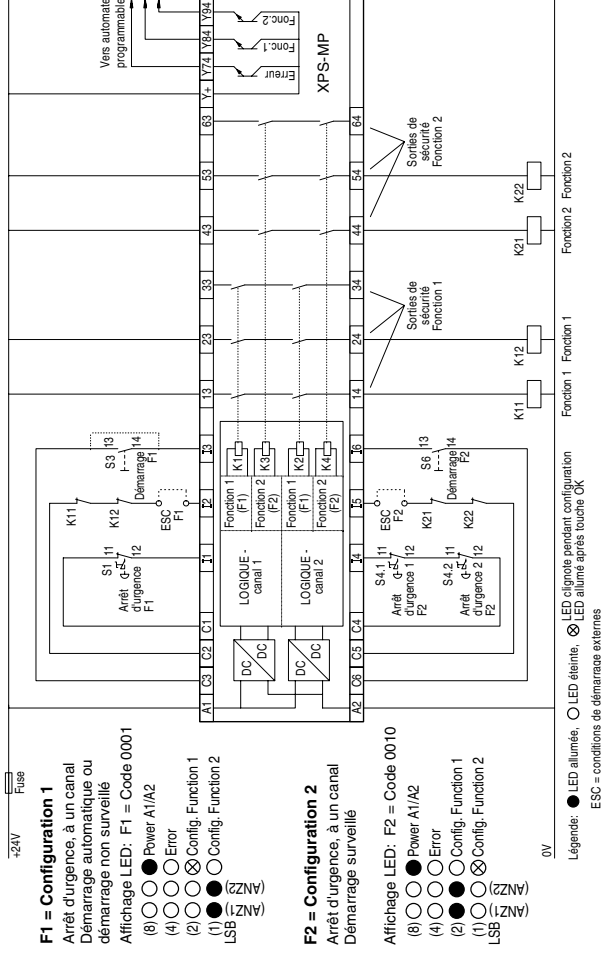 +24V
Fuse
F1 = Configuration 1
Arrêt d'urgence, à un canal
Démarrage automatique ou
démarrage non surveillé
Affichage LED: F1 = Code 0001
(8) Power A1/A2
(4) Error
(2) Config. Function 1
(1) Config. Function 2
LSB (ANZ1) (ANZ2)
F2 = Configuration 2
Arrêt d'urgence, à un canal
Démarrage surveillé
Affichage LED: F2 = Code 0010
(8) Power A1/A2
(4) Error
(2) Config. Function 1
(1) Config. Function 2
LSB (ANZ1) (ANZ2)
0V
S1 11
12
Arrêt
d'urgence
F1
K11
K12
ESC
F1
S3 13
14
Démarrage
F1
Vers automate
programmable
A1 C3 C2 C1 I1 I2 I3 13 23 33 43 53 63 Y+ Y74 Y84 Y94
Erreur
Fonc.1
Fonc.2
XPS-MP
DC
DC
DC
DC
LOGIQUE -
canal 1
LOGIQUE -
canal 2
Fonction 1
(F1)
Fonction 2
(F2)
Fonction 1
(F1)
Fonction 2
(F2)
K1
K3
K2
K4
A2 C6 C5 C4 I4 I5 I6 14 24 34 44 54 64
S4.1 11
12
Arrêt
d'urgence 1
F2
S4.2 11
12
Arrêt
d'urgence 2
F2
ESC
F2
K21
K22
S6 13
14
Démarrage
F2
Sorties de
sécurité
Fonction 1
Sorties de
sécurité
Fonction 2
K11
K12
K21
K22
Fonction 1
Fonction 1
Fonction 2
Fonction 2
Légende: LED allumée, LED éteinte, LED clignote pendant configuration
LED allumé après touche OK
ESC = conditions de démarrage externes